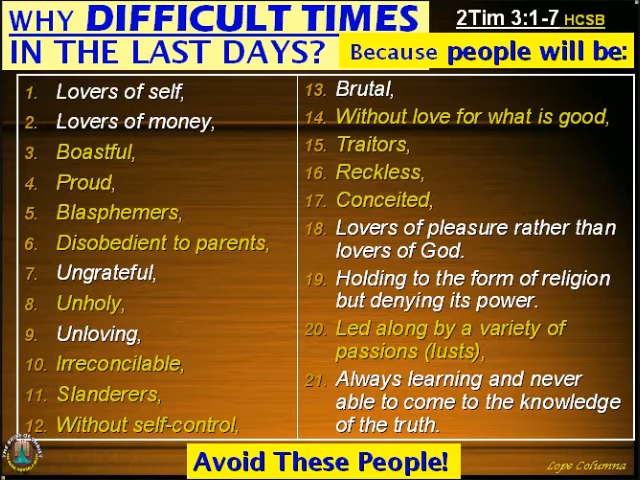 WHY DIFFICULT TIMES
IN THE LAST DAYS?
2Tim 3:1-7 HCSB
Because people will be:
1. Lovers of self,
2. Lovers of money,
3. Boastful,
4. Proud,
5. Blasphemers,
6. Disobedient to parents,
7. Ungrateful,
8. Unholy,
9. Unloving,
10. Irreconcilable,
11. Slanderers,
12. Without self-control,
13. Brutal,
14. Without love for what is good,
15. Traitors,
16. Reckless,
17. Conceited,
18. Lovers of pleasure rather than
lovers of God.
19. Holding to the form of religion
but denying its power.
20. Led along by a variety of
passions (lusts),
21. Always learning and never
able to come to the knowledge
of the truth.
Avoid These People!
Lope Columna